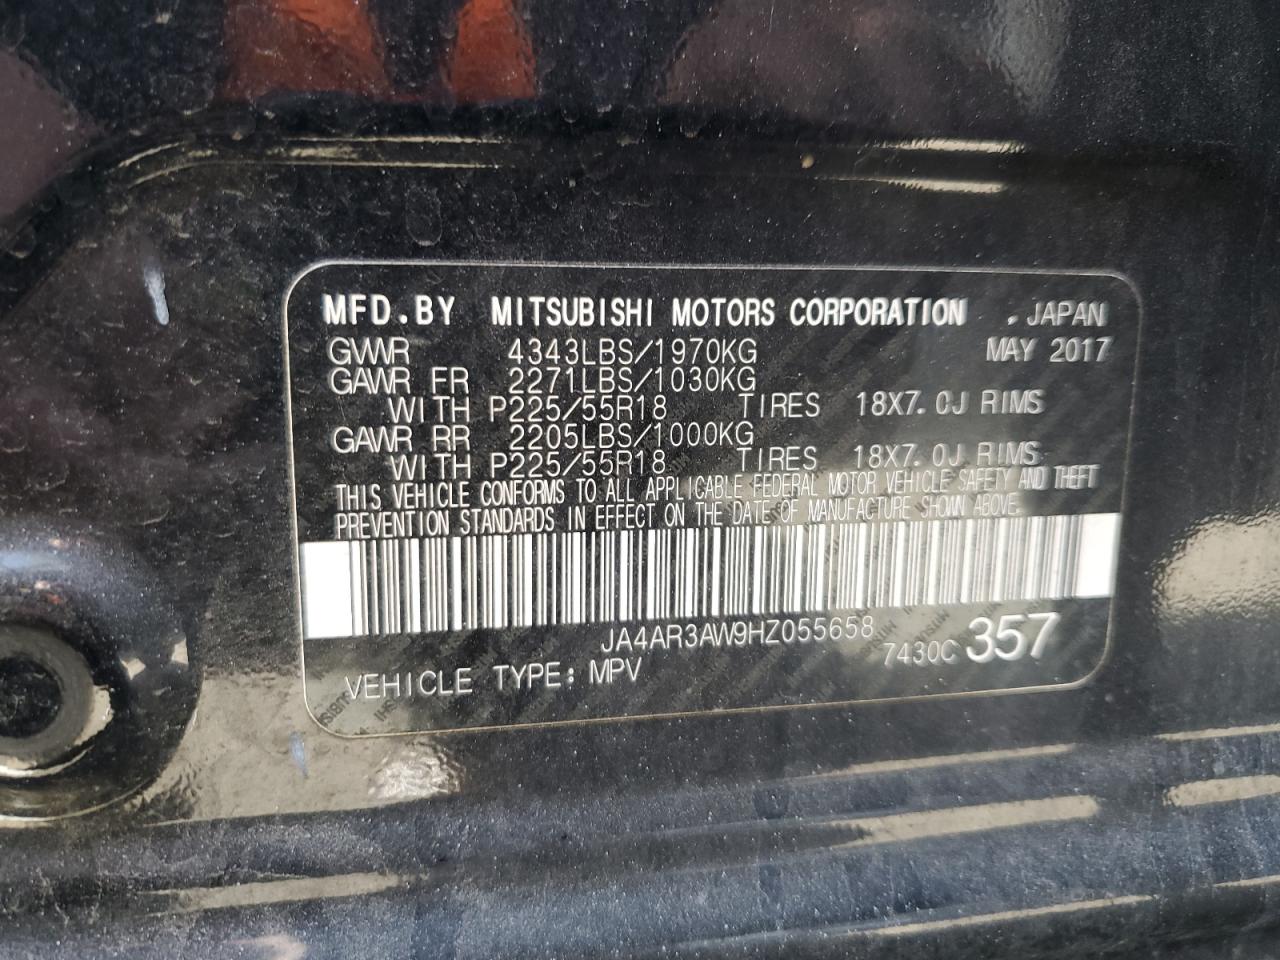 MFD.BY MITSUBISHI MOTORS CORPORATION .JAPAN
GVWR 4343LBS/1970KG MAY 2017
GAWR FR 2271LBS/1030KG
WITH P225/55R18 TIRES 18X7.0J RIMS
GAWR RR 2205LBS/1000KG
WITH P225/55R18 TIRES 18X7.0J RIMS
THIS VEHICLE CONFORMS TO ALL APPLICABLE FEDERAL MOTOR VEHICLE SAFETY AND THEFT
PREVENTION STANDARDS IN EFFECT ON THE DATE OF MANUFACTURE SHOWN ABOVE.
JA4AR3AW9HZ055658
7430C 357
VEHICLE TYPE: MPV